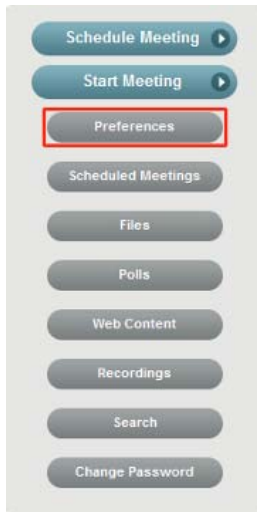 Schedule Meeting
Start Meeting
Preferences
Scheduled Meetings
Files
Polls
Web Content
Recordings
Search
Change Password